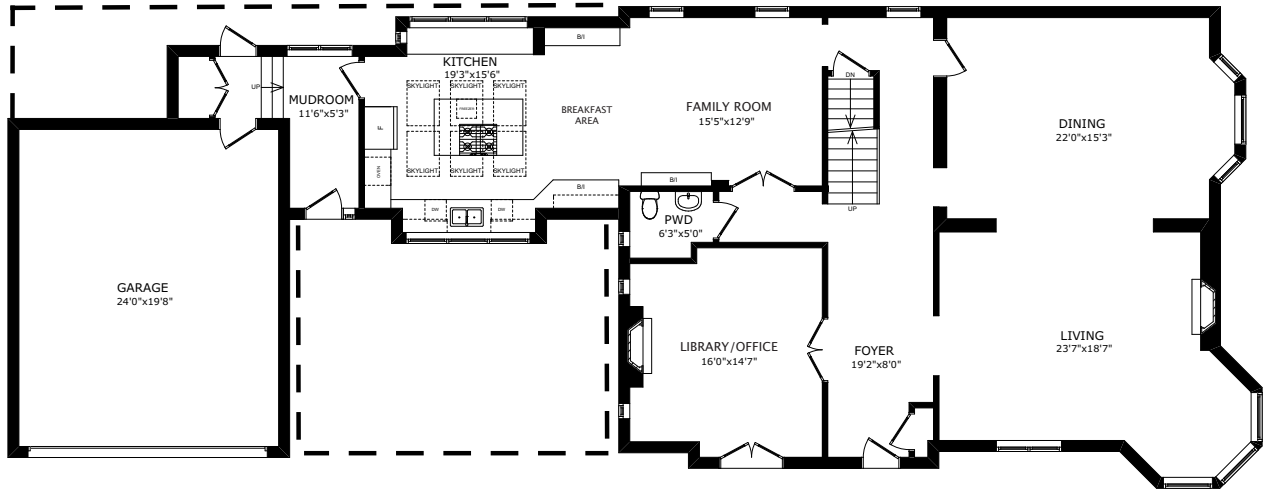 B/I
KITCHEN
19'3"x15'6"
SKYLIGHT
SKYLIGHT
SKYLIGHT
UP
MUDROOM
11'6"x5'3"
FREEZER
BREAKFAST
AREA
FAMILY ROOM
15'5"x12'9"
DN
DINING
22'0"x15'3"
F
OVEN
SKYLIGHT
SKYLIGHT
SKYLIGHT
B/I
B/I
DW
DW
UP
PWD
6'3"x5'0"
GARAGE
24'0"x19'8"
LIBRARY/OFFICE
16'0"x14'7"
FOYER
19'2"x8'0"
LIVING
23'7"x18'7"